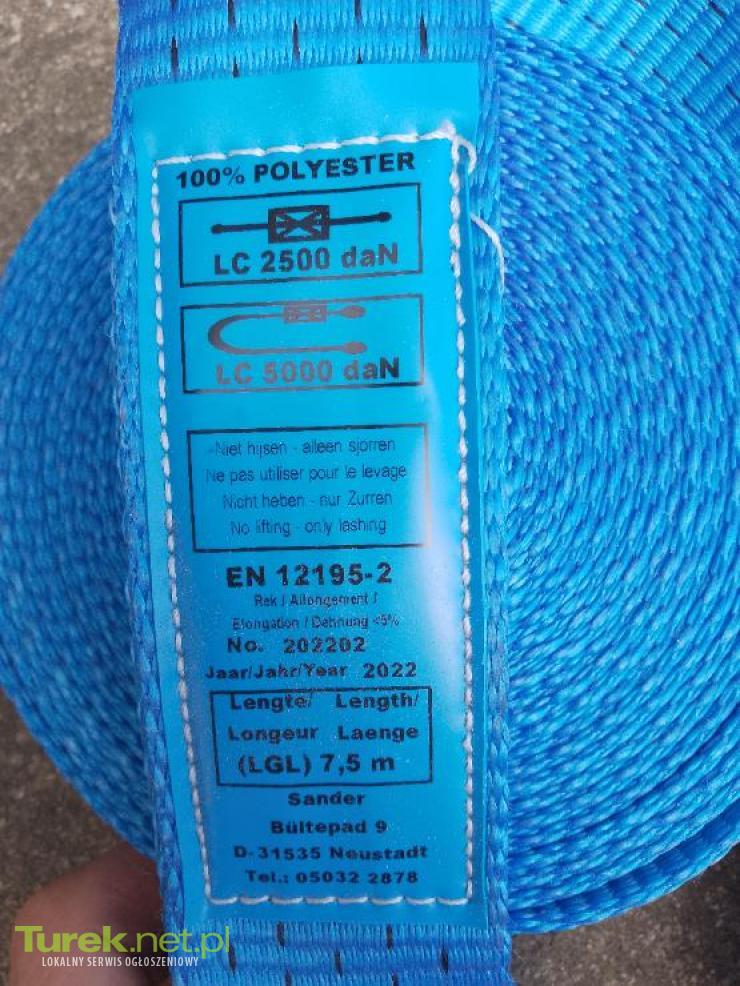 100% POLYESTER
LC 2500 daN
LC 5000 daN
Niet hijsen - alleen sjorren
Ne pas utiliser pour le levage
Nicht heben - nur Zurren
No lifting - only lashing
EN 12195-2
Rek / Allongement /
Elongation / Dehnung <5%
No. 202202
Jaar/Jahr/Year 2022
Lengte/ Length/
Longeur Laenge
(LGL) 7,5 m
Sander
Bültepad 9
D-31535 Neustadt
Tel.: 05032 2878
Turek.net.pl
LOKALNY SERWIS OGŁOSZENIOWY